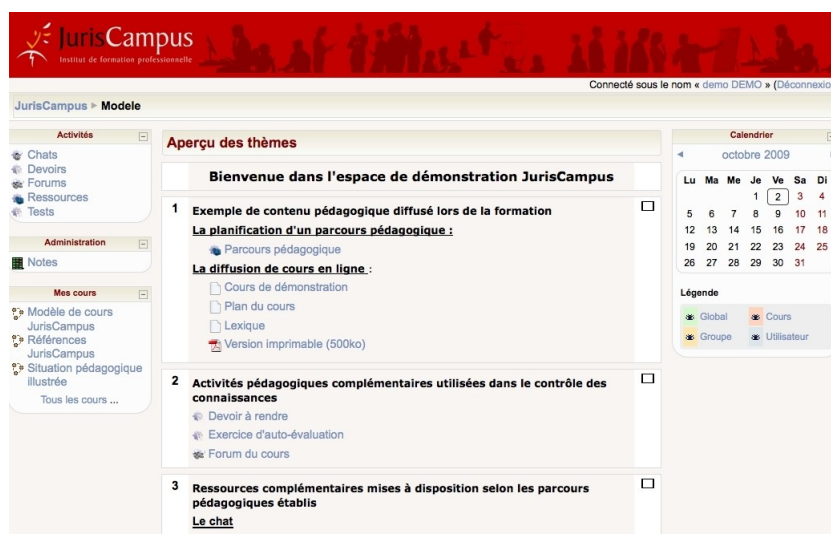 JurisCampus
Institut de formation professionnelle
Connecté sous le nom « demo DEMO » (Déconnexio
JurisCampus ► Modele
Activités
Chats
Devoirs
Forums
Ressources
Tests
Administration
Notes
Mes cours
Modèle de cours
JurisCampus
Références
JurisCampus
Situation pédagogique
illustrée
Tous les cours ...
Aperçu des thèmes
Bienvenue dans l'espace de démonstration JurisCampus
1 Exemple de contenu pédagogique diffusé lors de la formation
La planification d'un parcours pédagogique :
Parcours pédagogique
La diffusion de cours en ligne :
Cours de démonstration
Plan du cours
Lexique
Version imprimable (500ko)
2 Activités pédagogiques complémentaires utilisées dans le contrôle des
connaissances
Devoir à rendre
Exercice d'auto-évaluation
Forum du cours
3 Ressources complémentaires mises à disposition selon les parcours
pédagogiques établis
Le chat
Calendrier
◄ octobre 2009
Lu Ma Me Je Ve Sa Di
1 2 3 4
5 6 7 8 9 10 11
12 13 14 15 16 17 18
19 20 21 22 23 24 25
26 27 28 29 30 31
Légende
Global Cours
Groupe Utilisateur